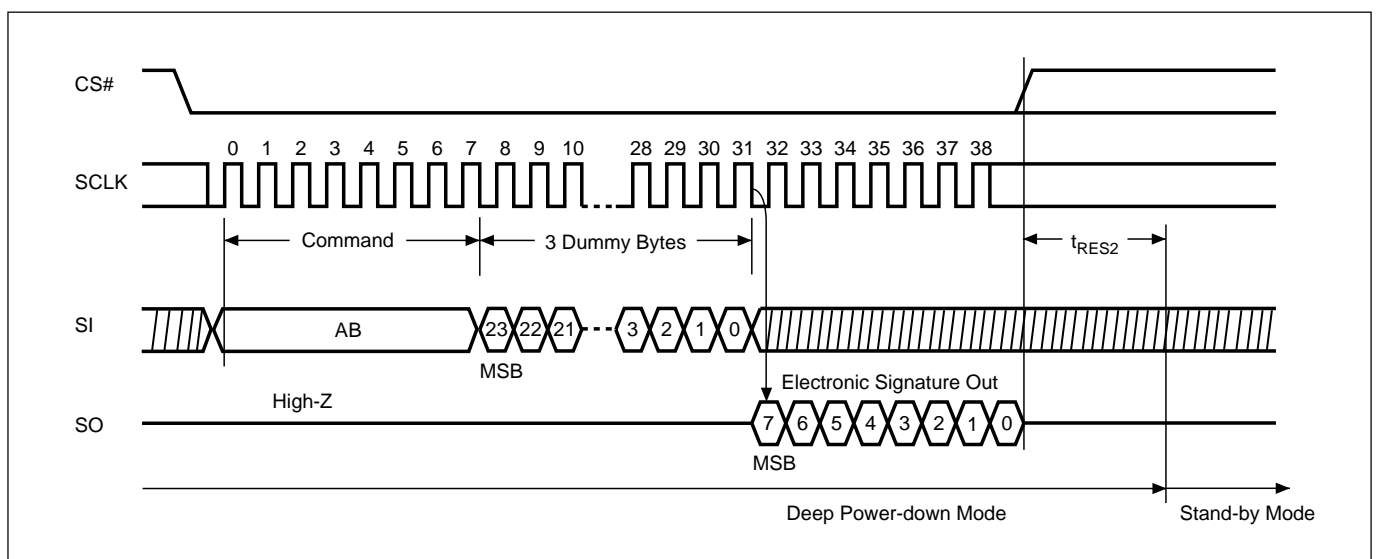 CS#
0 1 2 3 4 5 6 7 8 9 10 28 29 30 31 32 33 34 35 36 37 38
SCLK
Command 3 Dummy Bytes tRES2
SI AB 23 22 21 3 2 1 0
MSB
Electronic Signature Out
High-Z
SO 7 6 5 4 3 2 1 0
MSB
Deep Power-down Mode Stand-by Mode